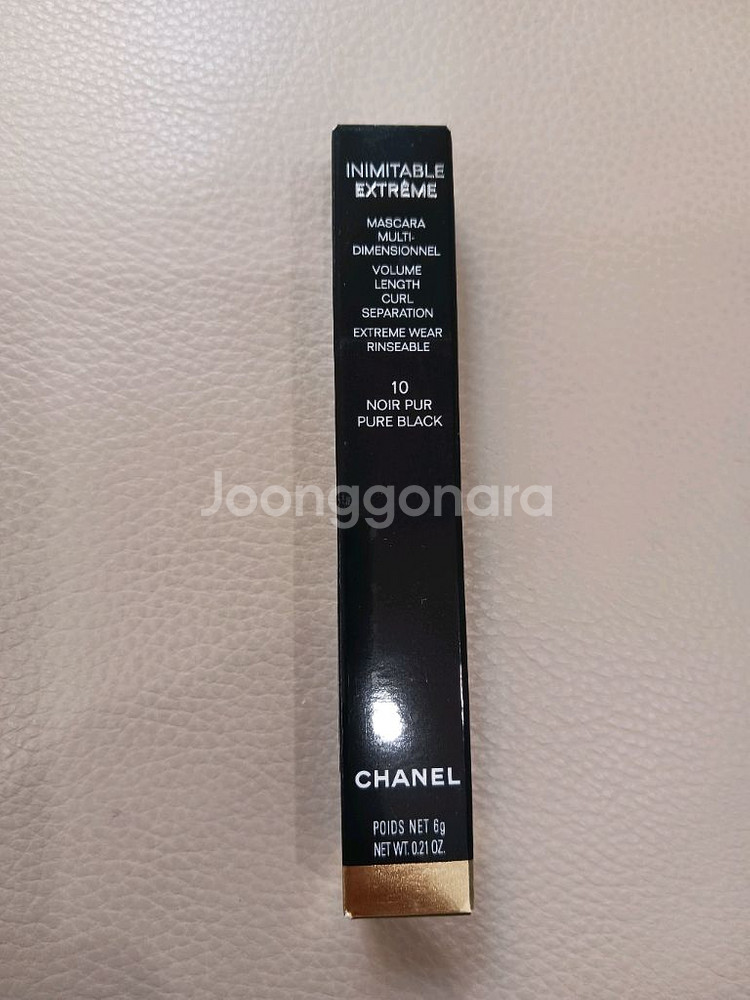 INIMITABLE
EXTRÊME
MASCARA
MULTI-
DIMENSIONNEL
VOLUME
LENGTH
CURL
SEPARATION
EXTREME WEAR
RINSEABLE
10
NOIR PUR
PURE BLACK
Joonggonara
CHANEL
POIDS NET 6g
NET WT. 0.21 OZ.